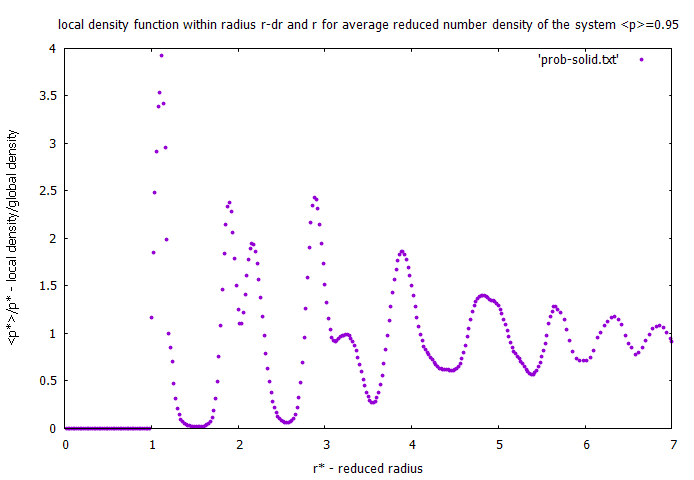 local density function within radius r-dr and r for average reduced number density of the system <p>=0.95
'prob-solid.txt'
<p*>/p* - local density/global density
4
3.5
3
2.5
2
1.5
1
0.5
0
0 1 2 3 4 5 6 7
r* - reduced radius